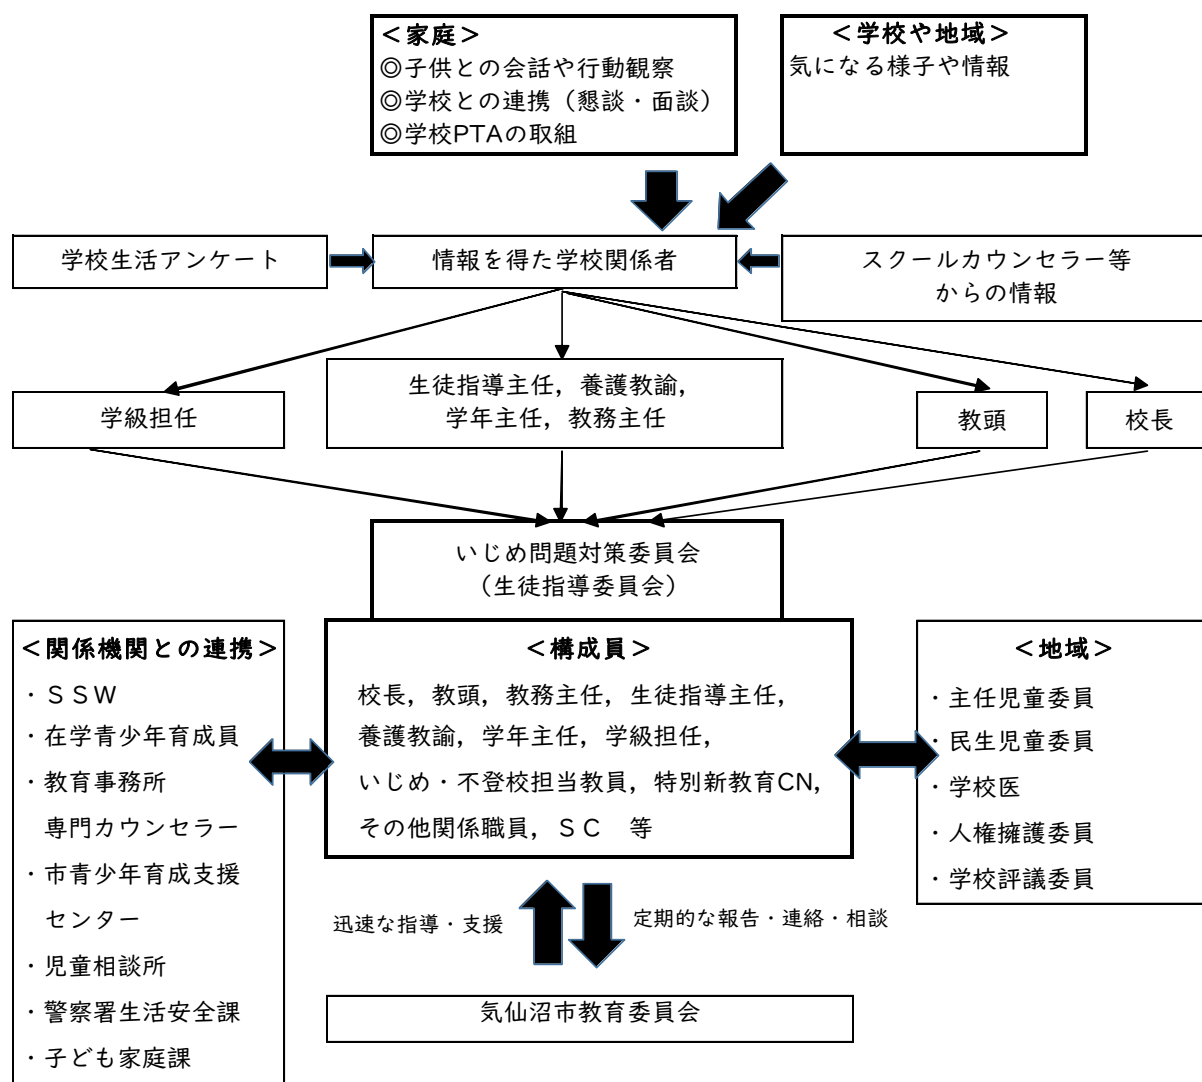 ＜家庭＞
◎子供との会話や行動観察
◎学校との連携（懇談・面談）
◎学校PTAの取組
＜学校や地域＞
気になる様子や情報
学校生活アンケート
情報を得た学校関係者
スクールカウンセラー等
からの情報
学級担任
生徒指導主任，養護教諭，
学年主任，教務主任
教頭
校長
いじめ問題対策委員会
（生徒指導委員会）
＜関係機関との連携＞
・ＳＳＷ
・在学青少年育成員
・教育事務所
専門カウンセラー
・市青少年育成支援
センター
・児童相談所
・警察署生活安全課
・子ども家庭課
＜構成員＞
校長，教頭，教務主任，生徒指導主任，
養護教諭，学年主任，学級担任，
いじめ・不登校担当教員，特別新教育CN，
その他関係職員，ＳＣ　等
＜地域＞
・主任児童委員
・民生児童委員
・学校医
・人権擁護委員
・学校評議委員
迅速な指導・支援
定期的な報告・連絡・相談
気仙沼市教育委員会